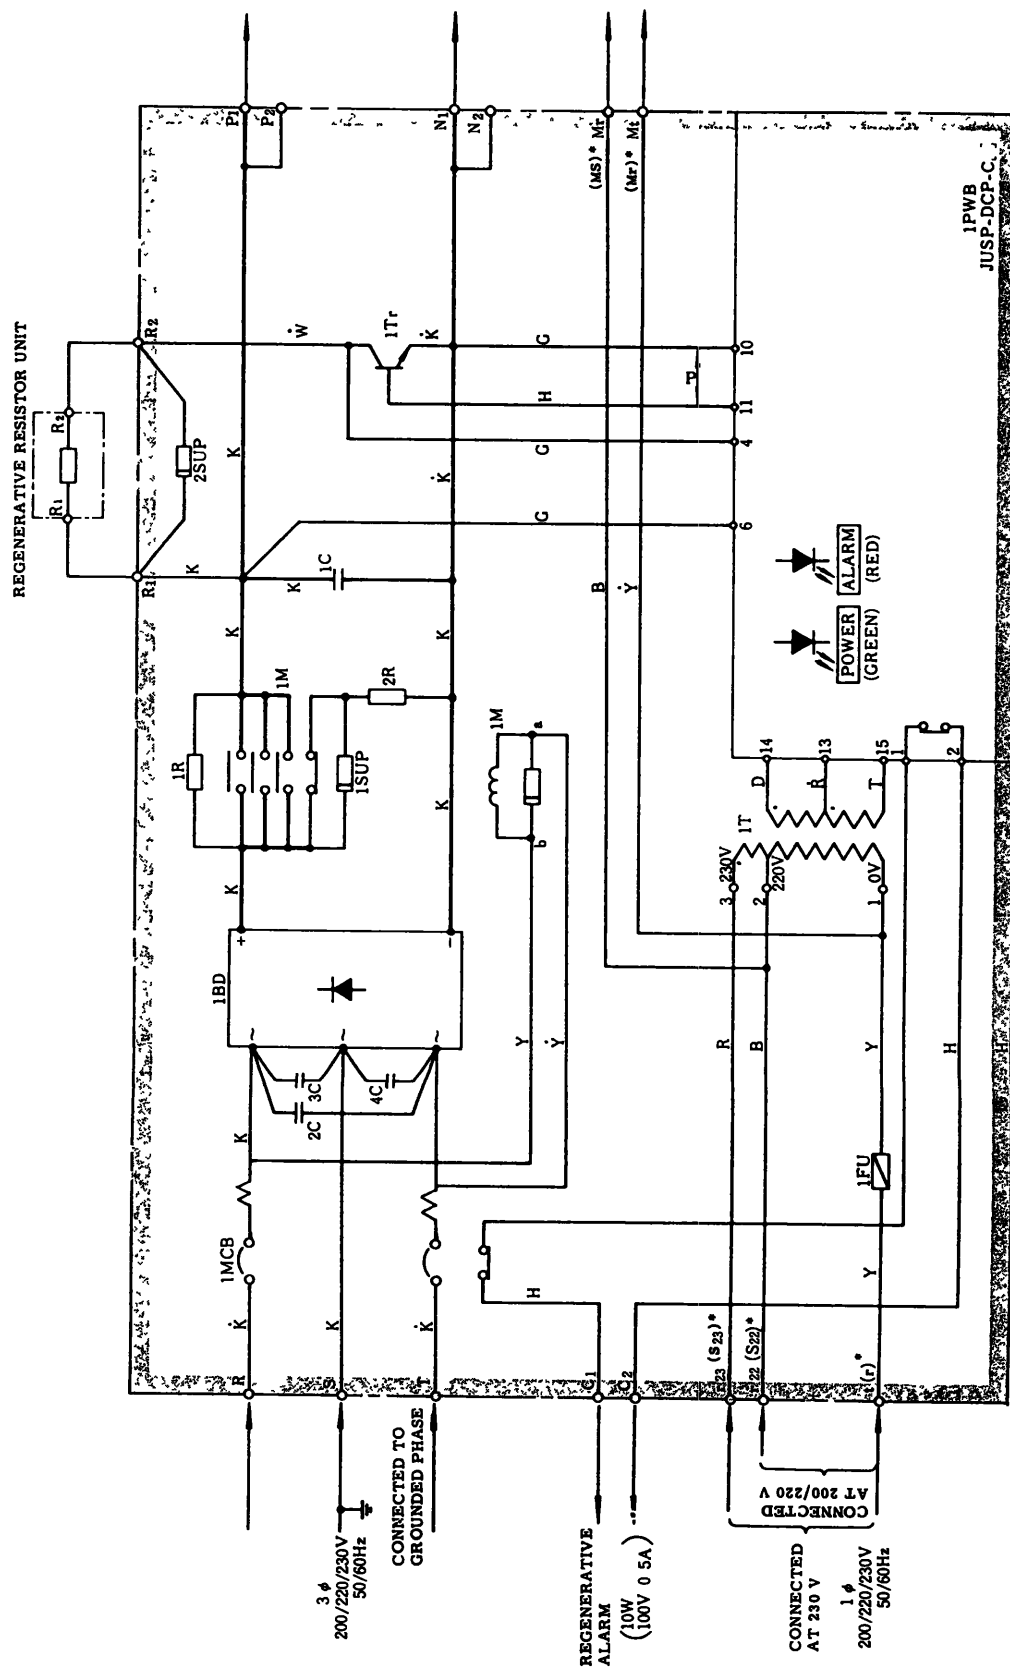 REGENERATIVE RESISTOR UNIT
R1
R2
R1
R2
2SUP
P1
P2
N1
N2
(MS)* Mr
(Mr)* Mt
1PWB
JUSP-DCP-C
K
K
K
K
K
1C
1R
1M
1SUP
2R
K
K
K
Ẇ
1Tr
K̇
K̇
G
H
P
G
G
10
11
4
6
B
Ẏ
ALARM
(RED)
POWER
(GREEN)
1M
a
b
1BD
+
-
~
~
~
3C
4C
2C
Y
Ẏ
K
1MCB
K̇
K
K̇
R
S
T
H
C1
C2
1T
230V
220V
0V
3
2
1
D
R
T
14
13
15
1
2
R
B
Y
1FU
Y
H
r23 (S23)*
r22 (S22)*
t (r)*
3 φ
200/220/230V
50/60Hz
CONNECTED TO
GROUNDED PHASE
REGENERATIVE
ALARM
(10W
100V 0 5A)
CONNECTED
AT 200/220 V
CONNECTED
AT 230 V
1 φ
200/220/230V
50/60Hz